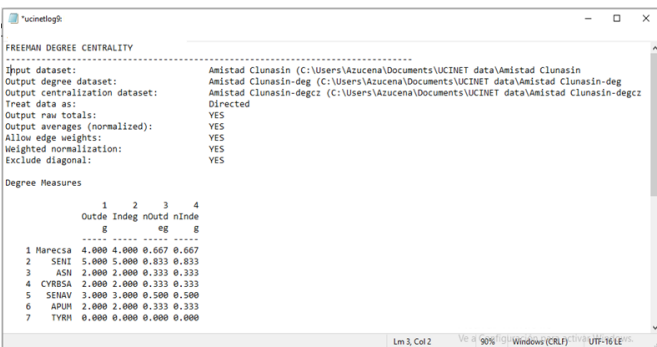 *ucinetlog9:
FREEMAN DEGREE CENTRALITY
--------------------------------------------------------------------------------
Input dataset: Amistad Clunasin (C:\Users\Azucena\Documents\UCINET data\Amistad Clunasin
Output degree dataset: Amistad Clunasin-deg (C:\Users\Azucena\Documents\UCINET data\Amistad Clunasin-deg
Output centralization dataset: Amistad Clunasin-degcz (C:\Users\Azucena\Documents\UCINET data\Amistad Clunasin-degcz
Treat data as: Directed
Output raw totals: YES
Output averages (normalized): YES
Allow edge weights: YES
Weighted normalization: YES
Exclude diagonal: YES
Degree Measures
1 2 3 4
Outde Indeg nOutd nInde
g eg g
----- ----- ----- -----
1 Marecsa 4.000 4.000 0.667 0.667
2 SENI 5.000 5.000 0.833 0.833
3 ASN 2.000 2.000 0.333 0.333
4 CYRBSA 2.000 2.000 0.333 0.333
5 SENAV 3.000 3.000 0.500 0.500
6 APUM 2.000 2.000 0.333 0.333
7 TYRM 0.000 0.000 0.000 0.000
Lm 3, Col 2 90% Windows (CRLF) UTF-16 LE